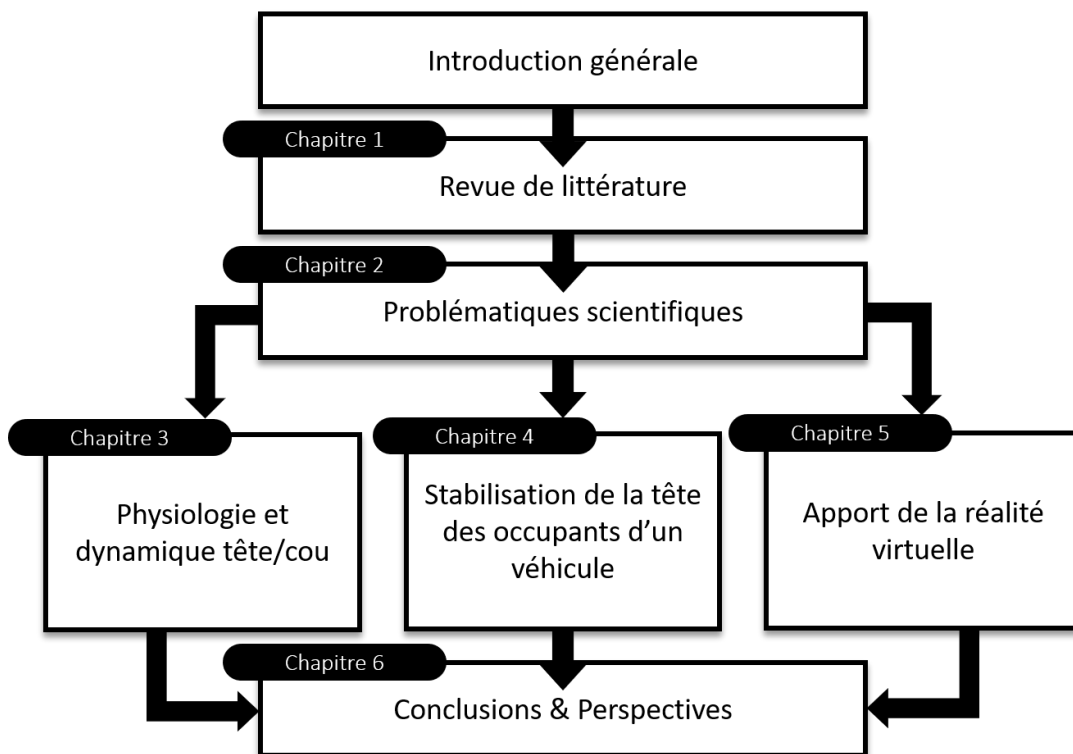 Introduction générale
Chapitre 1
Revue de littérature
Chapitre 2
Problématiques scientifiques
Chapitre 3
Physiologie et
dynamique tête/cou
Chapitre 4
Stabilisation de la tête
des occupants d’un
véhicule
Chapitre 5
Apport de la réalité
virtuelle
Chapitre 6
Conclusions & Perspectives